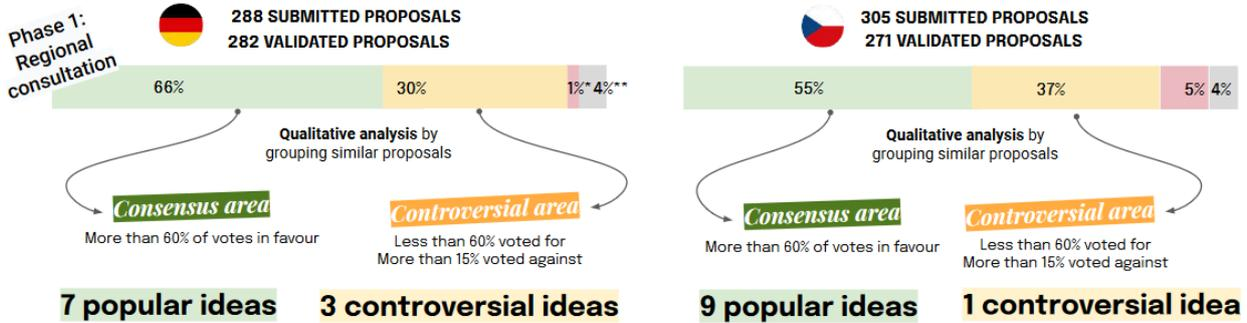 Phase 1:
Regional
consultation
288 SUBMITTED PROPOSALS
282 VALIDATED PROPOSALS
66%
30%
1%*
4%**
Qualitative analysis by
grouping similar proposals
Consensus area
More than 60% of votes in favour
Controversial area
Less than 60% voted for
More than 15% voted against
7 popular ideas
3 controversial ideas
305 SUBMITTED PROPOSALS
271 VALIDATED PROPOSALS
55%
37%
5%
4%
Qualitative analysis by
grouping similar proposals
Consensus area
More than 60% of votes in favour
Controversial area
Less than 60% voted for
More than 15% voted against
9 popular ideas
1 controversial idea